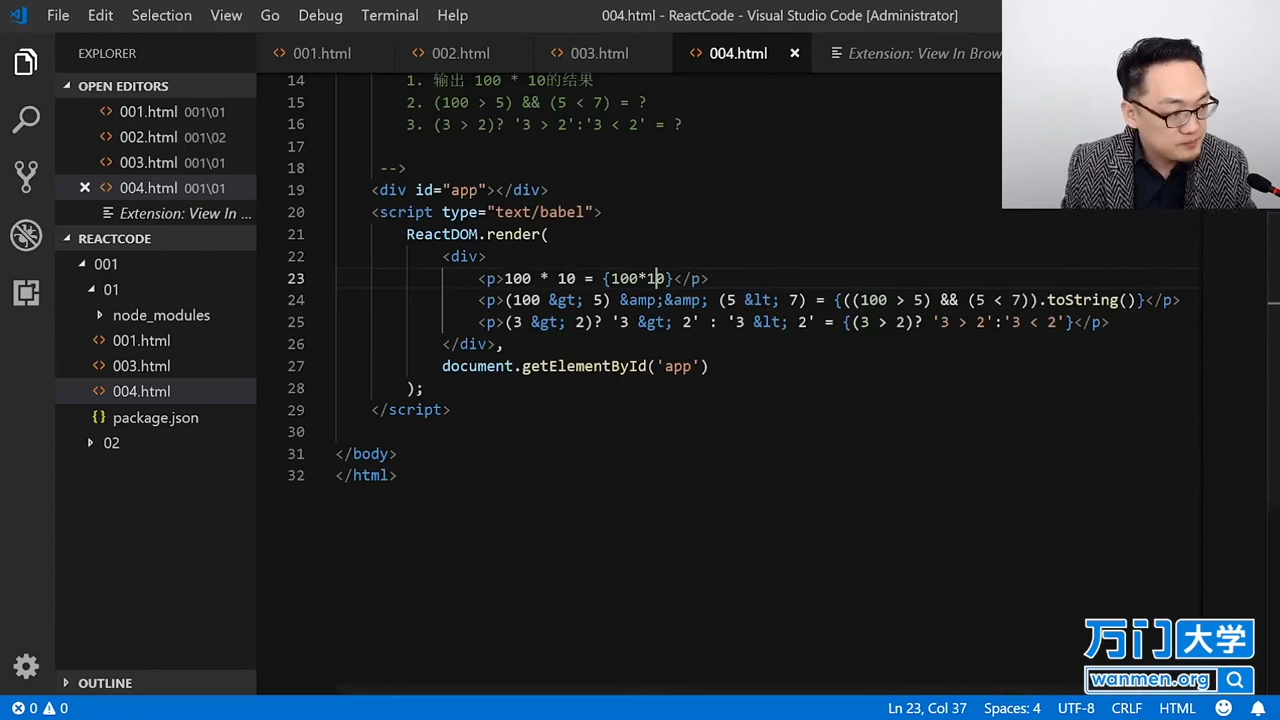 File Edit Selection View Go Debug Terminal Help 004.html - ReactCode - Visual Studio Code [Administrator]
EXPLORER
001.html 002.html 003.html 004.html Extension: View In Brow
OPEN EDITORS
001.html 001\01
002.html 001\02
003.html 001\01
004.html 001\01
Extension: View In ...
REACTCODE
001
01
node_modules
001.html
003.html
004.html
package.json
02
OUTLINE
14 1. 输出 100 * 10的结果
15 2. (100 > 5) && (5 < 7) = ?
16 3. (3 > 2)? '3 > 2':'3 < 2' = ?
17
18 -->
19 <div id="app"></div>
20 <script type="text/babel">
21 ReactDOM.render(
22 <div>
23 <p>100 * 10 = {100*10}</p>
24 <p>(100 &gt; 5) &amp;&amp; (5 &lt; 7) = {((100 > 5) && (5 < 7)).toString()}</p>
25 <p>(3 &gt; 2)? '3 &gt; 2' : '3 &lt; 2' = {(3 > 2)? '3 > 2':'3 < 2'}</p>
26 </div>,
27 document.getElementById('app')
28 );
29 </script>
30
31 </body>
32 </html>
万门大学
wanmen.org
0 0 Ln 23, Col 37 Spaces: 4 UTF-8 CRLF HTML